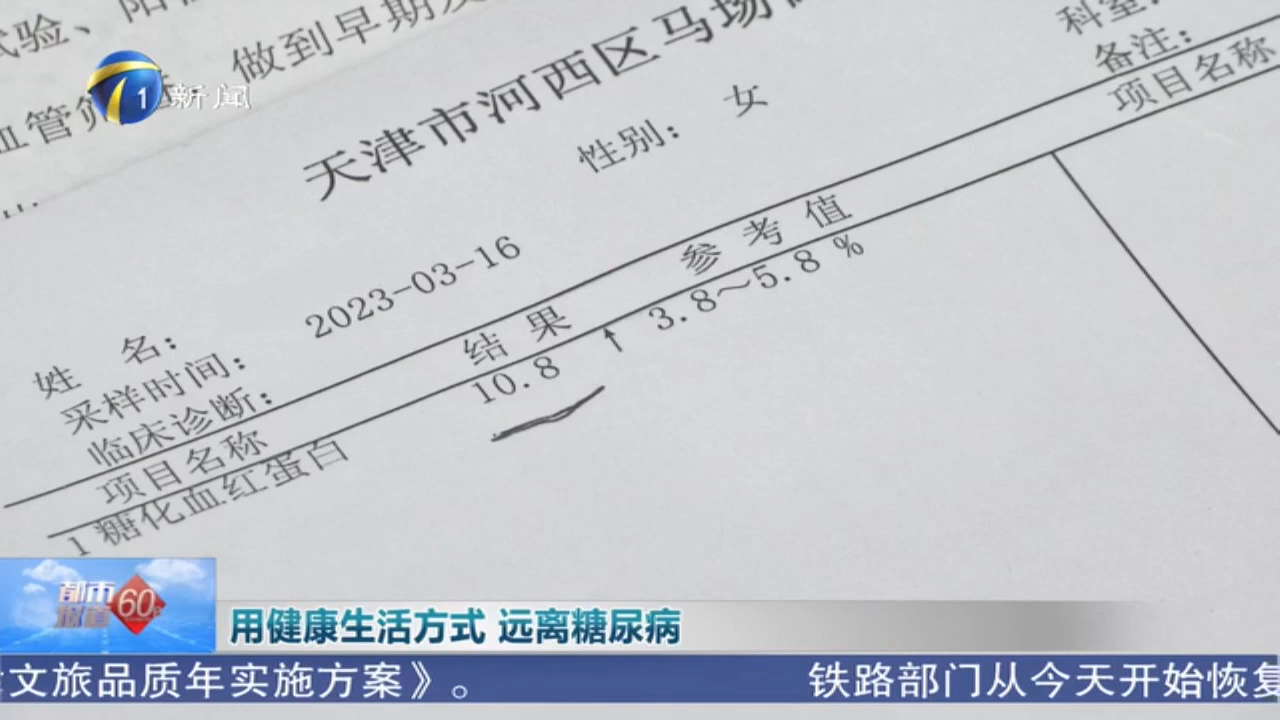 做到早期
血管
1 新闻
天津市河西区马场
科室:
性别: 女
备注:
姓 名:
采样时间: 2023-03-16
临床诊断:
项目名称 结 果 参 考 值 项目名称
1 糖化血红蛋白 10.8 ↑ 3.8～5.8 %
都市报道60分
用健康生活方式 远离糖尿病
文旅品质年实施方案》。 铁路部门从今天开始恢复